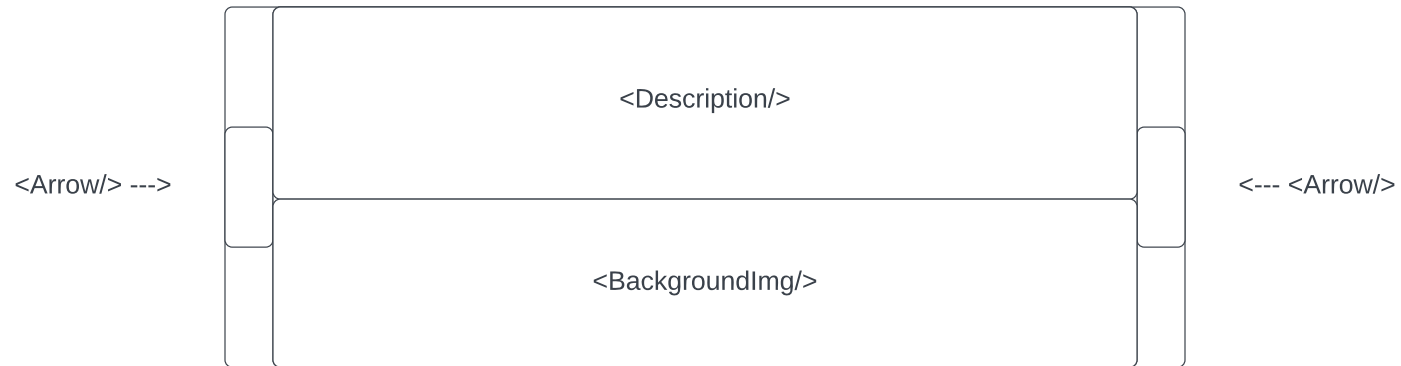 <Description/>
<Arrow/> --->
<--- <Arrow/>
<BackgroundImg/>